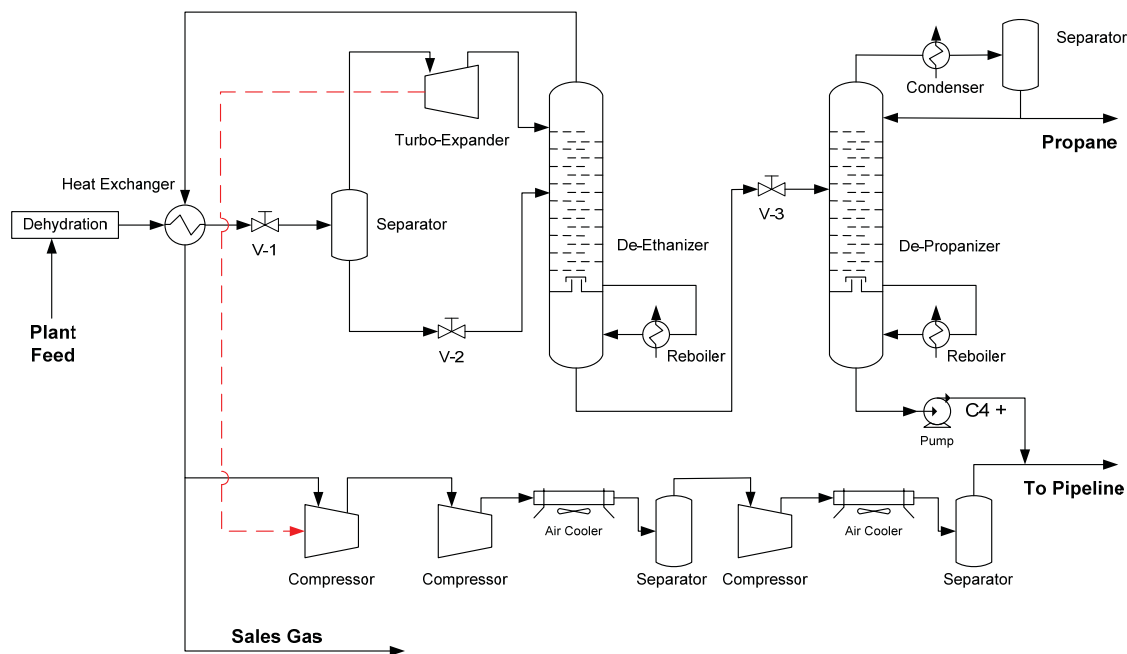 Separator
Condenser
Propane
Turbo-Expander
Heat Exchanger
Dehydration
V-1
Separator
V-3
De-Ethanizer
De-Propanizer
Plant
Feed
V-2
Reboiler
Reboiler
C4 +
Pump
To Pipeline
Air Cooler
Air Cooler
Compressor
Compressor
Separator
Compressor
Separator
Sales Gas